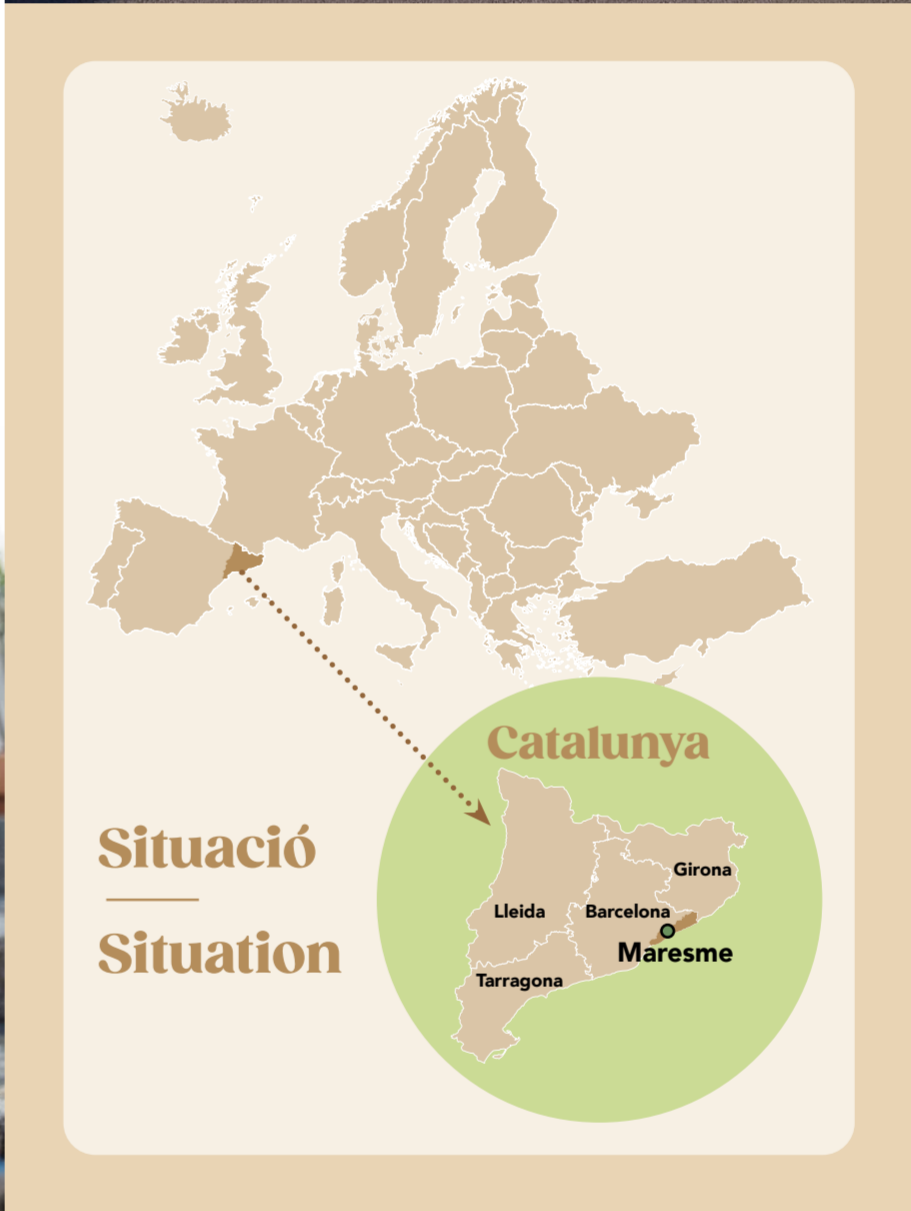 Catalunya
Situació
Situation
Girona
Lleida
Barcelona
Maresme
Tarragona